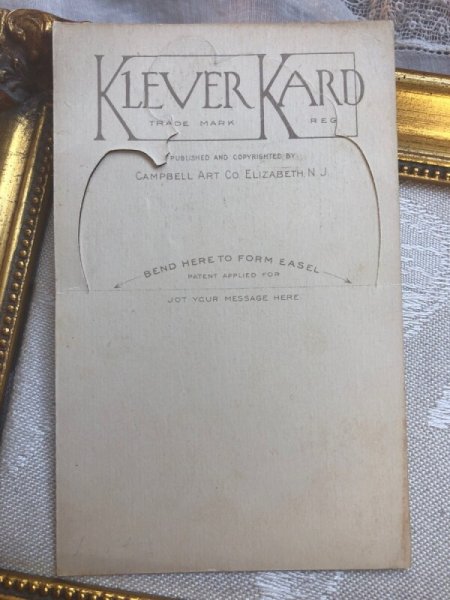 KLEVER KARD
TRADE MARK REG
PUBLISHED AND COPYRIGHTED BY
CAMPBELL ART CO. ELIZABETH, N. J.
BEND HERE TO FORM EASEL
PATENT APPLIED FOR
JOT YOUR MESSAGE HERE